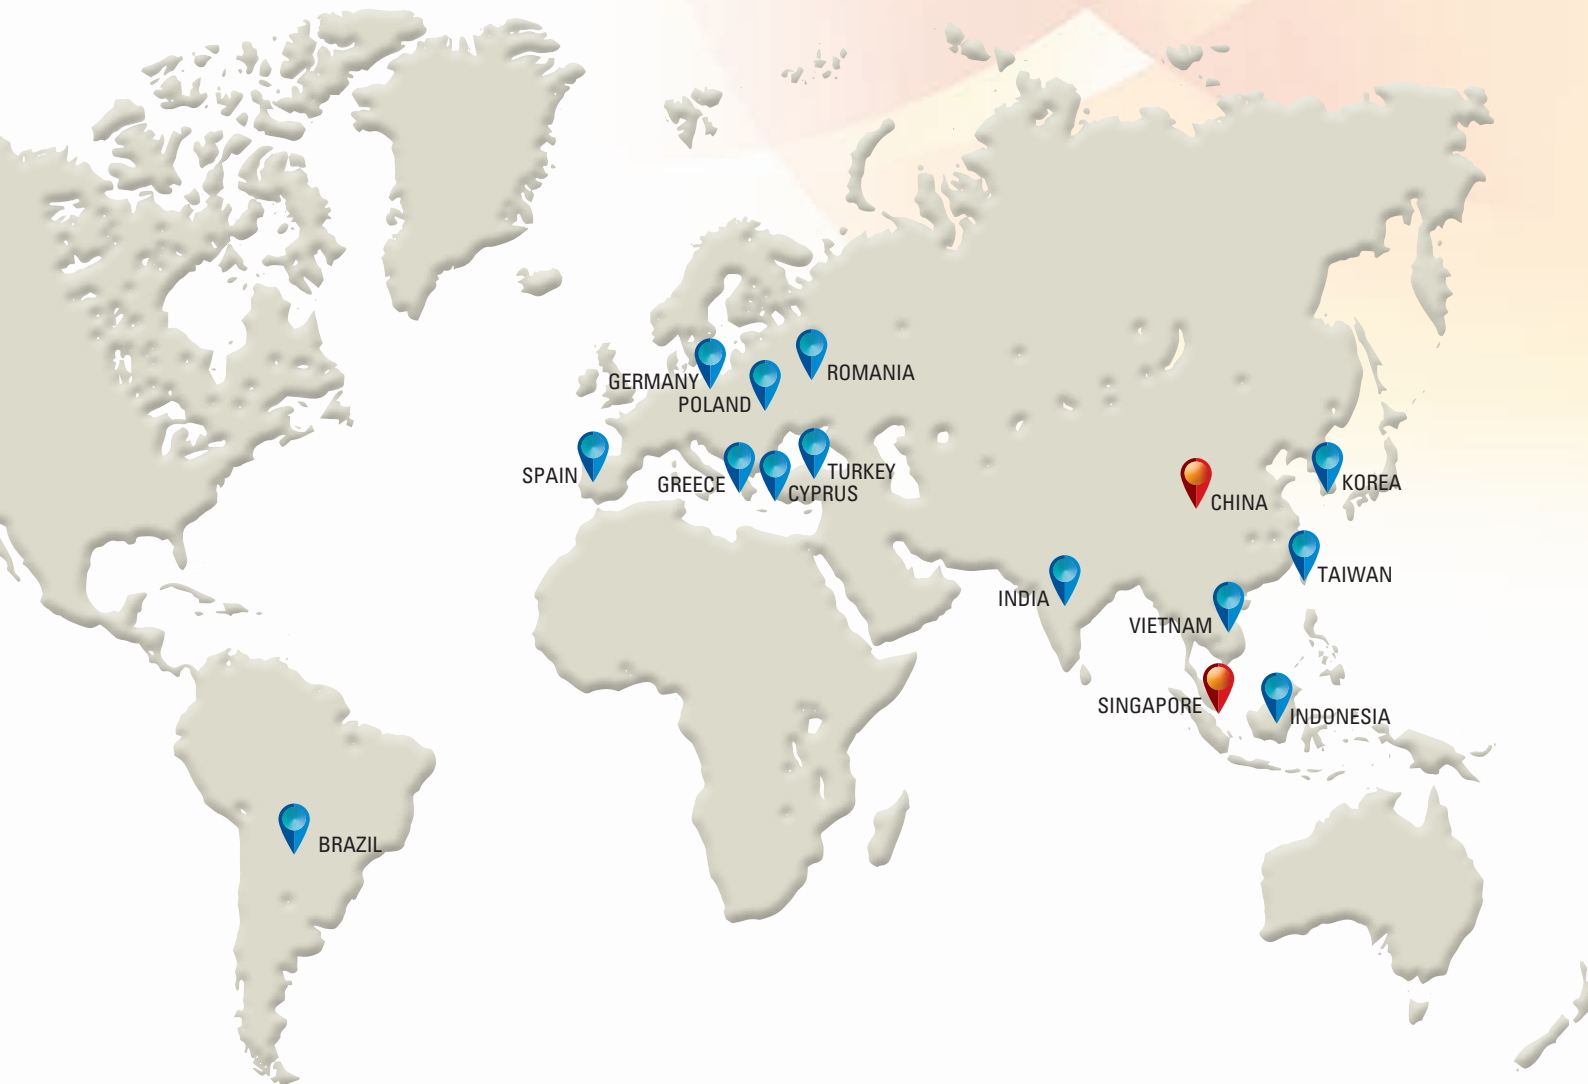 ROMANIA
GERMANY
POLAND
SPAIN
GREECE
TURKEY
CYPRUS
CHINA
KOREA
TAIWAN
INDIA
VIETNAM
SINGAPORE
INDONESIA
BRAZIL